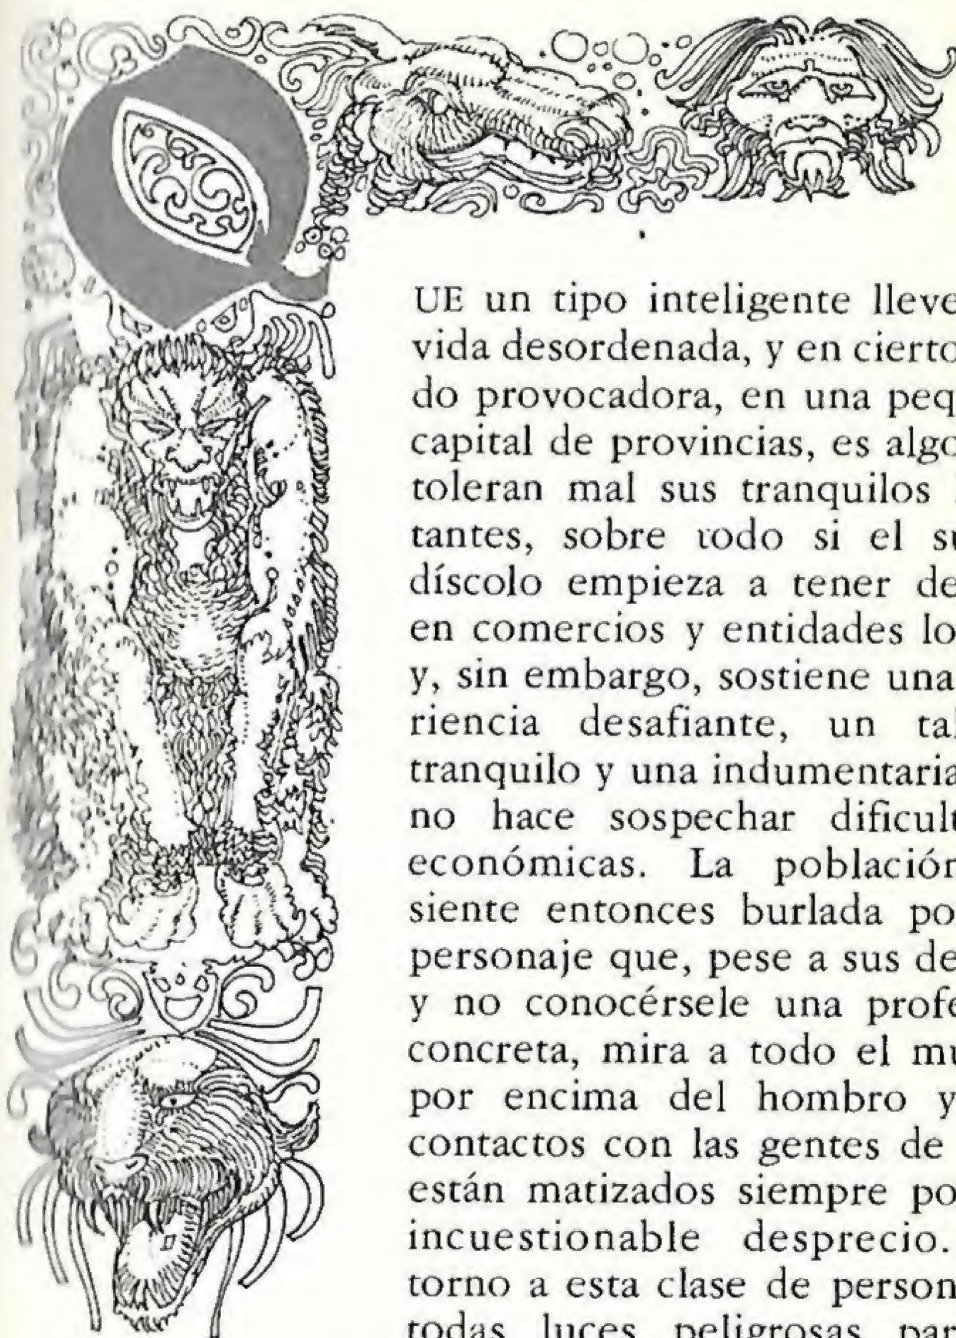 QUE un tipo inteligente lleve
vida desordenada, y en cierto
do provocadora, en una peq
capital de provincias, es algo
toleran mal sus tranquilos
tantes, sobre todo si el su
díscolo empieza a tener de
en comercios y entidades lo
y, sin embargo, sostiene una
riencia desafiante, un ta
tranquilo y una indumentaria
no hace sospechar dificult
económicas. La población
siente entonces burlada po
personaje que, pese a sus de
y no conocérsele una profe
concreta, mira a todo el mu
por encima del hombro y
contactos con las gentes de
están matizados siempre po
incuestionable desprecio.
torno a esta clase de person
todas luces peligrosas par